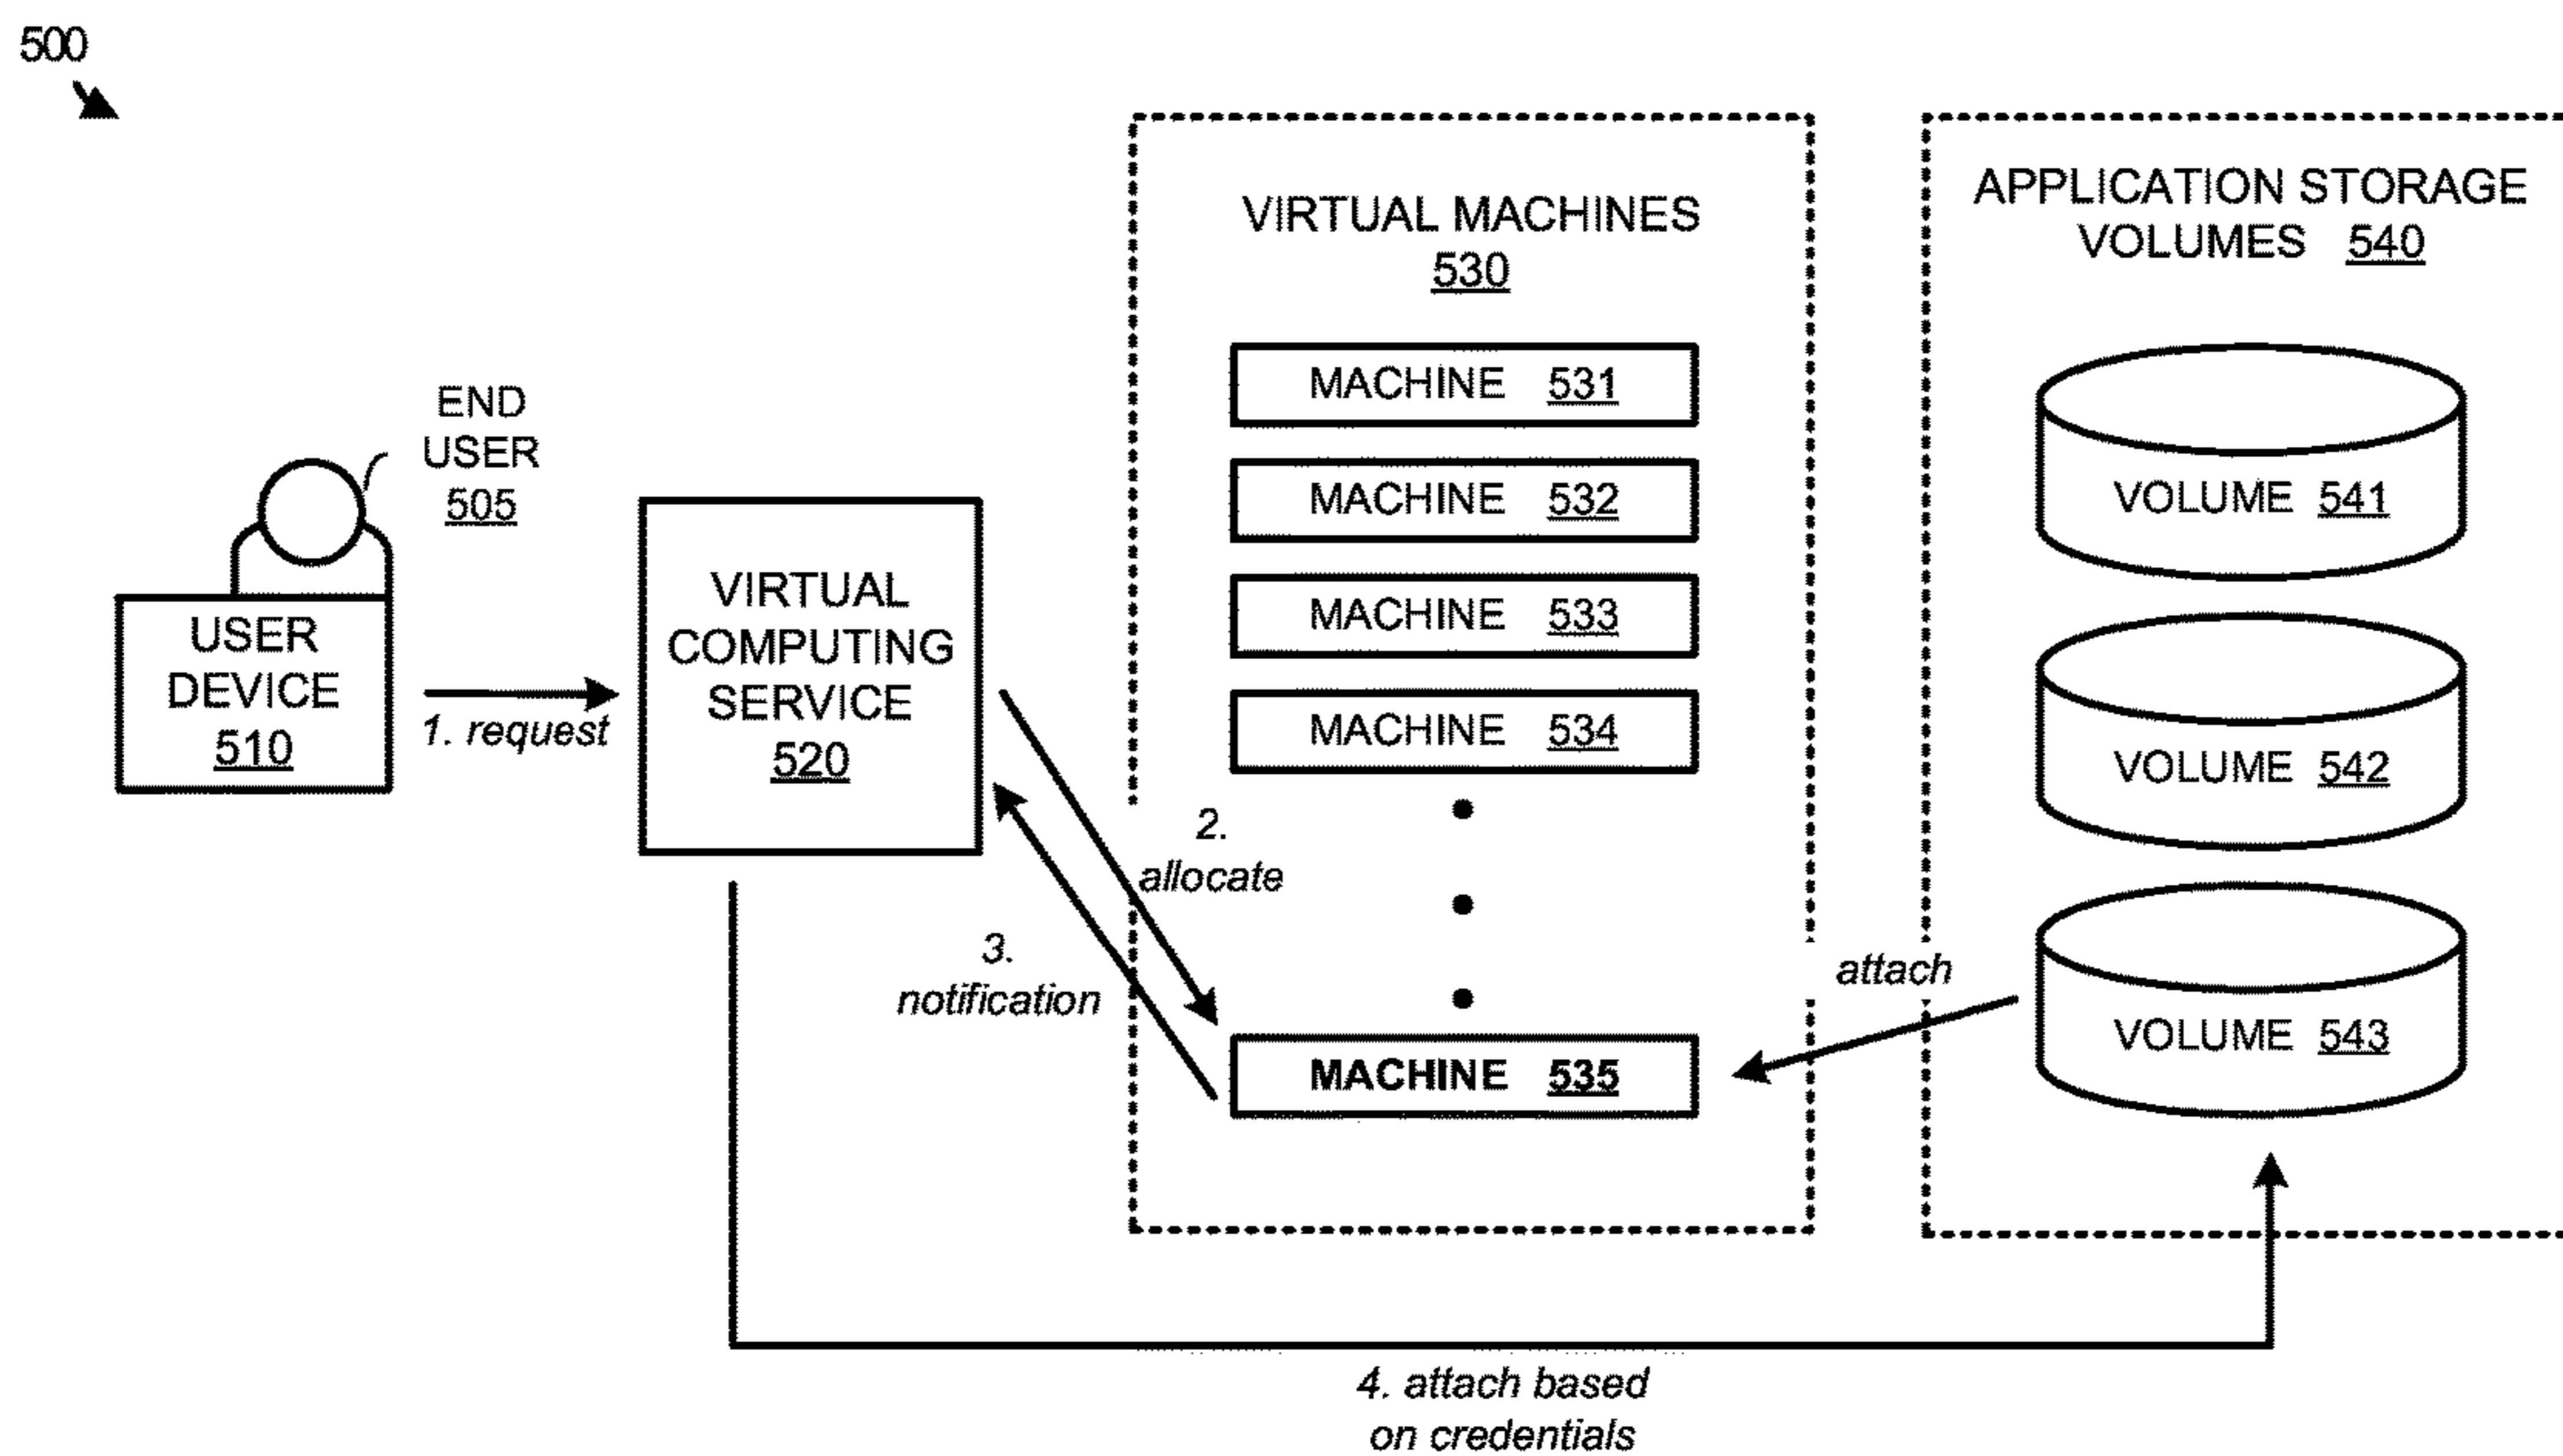 500
END
USER
505
USER
DEVICE
510
1. request
VIRTUAL
COMPUTING
SERVICE
520
2.
allocate
3.
notification
VIRTUAL MACHINES
530
MACHINE 531
MACHINE 532
MACHINE 533
MACHINE 534
MACHINE 535
attach
APPLICATION STORAGE
VOLUMES 540
VOLUME 541
VOLUME 542
VOLUME 543
4. attach based
on credentials